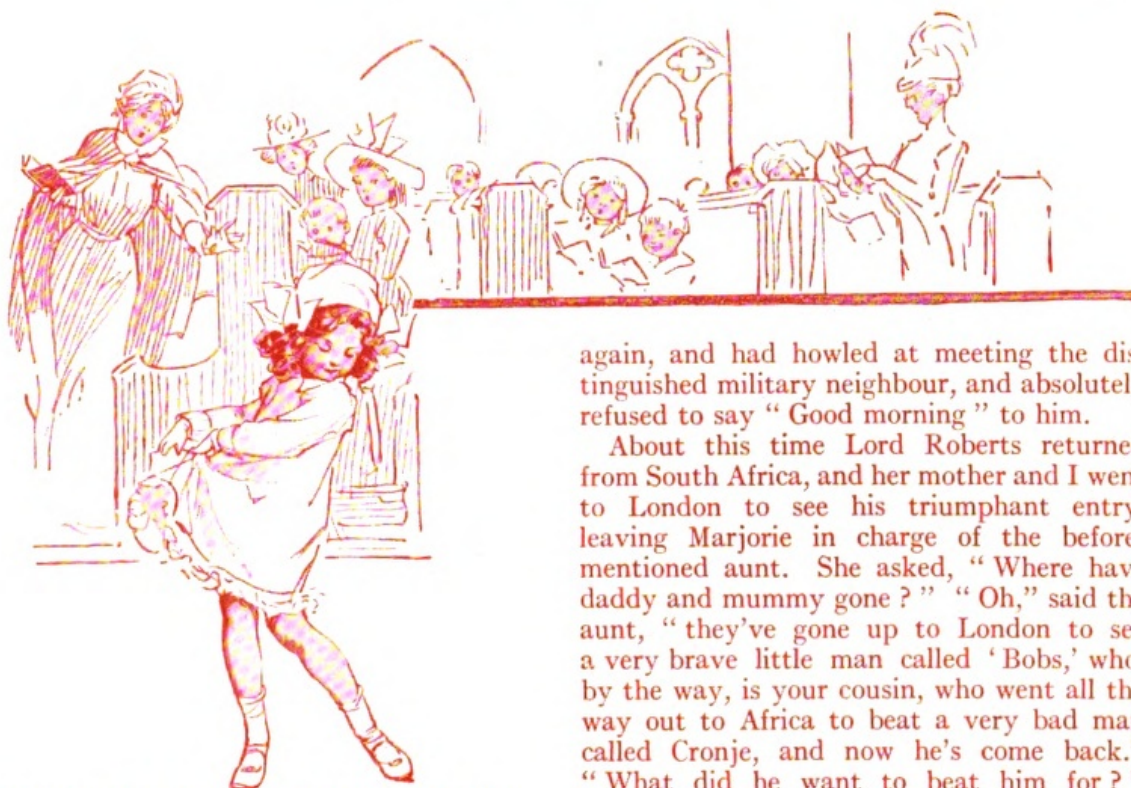 again, and had howled at meeting the dis
tinguished military neighbour, and absolutel
refused to say “ Good morning ” to him.
About this time Lord Roberts returne
from South Africa, and her mother and I wen
to London to see his triumphant entry
leaving Marjorie in charge of the before
mentioned aunt. She asked, “ Where hav
daddy and mummy gone ? ” “ Oh,” said th
aunt, “ they've gone up to London to se
a very brave little man called ‘ Bobs,’ who
by the way, is your cousin, who went all th
way out to Africa to beat a very bad ma
called Cronje, and now he's come back.
“ What did he want to beat him for ?